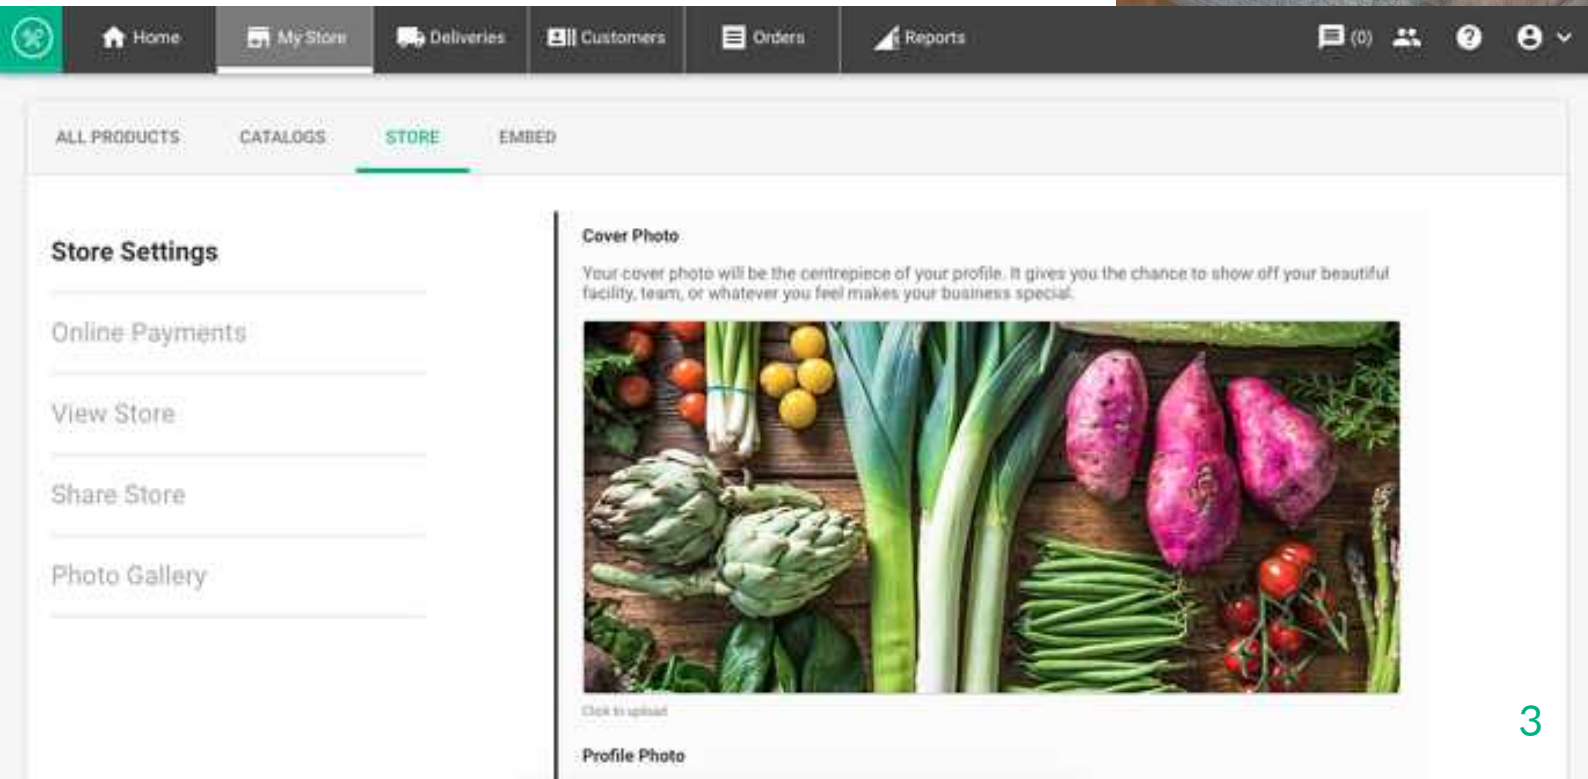 Home
My Store
Deliveries
Customers
Orders
Reports
(0)
ALL PRODUCTS
CATALOGS
STORE
EMBED
Store Settings
Online Payments
View Store
Share Store
Photo Gallery
Cover Photo
Your cover photo will be the centrepiece of your profile. It gives you the chance to show off your beautiful
facility, team, or whatever you feel makes your business special.
Click to upload
Profile Photo
3